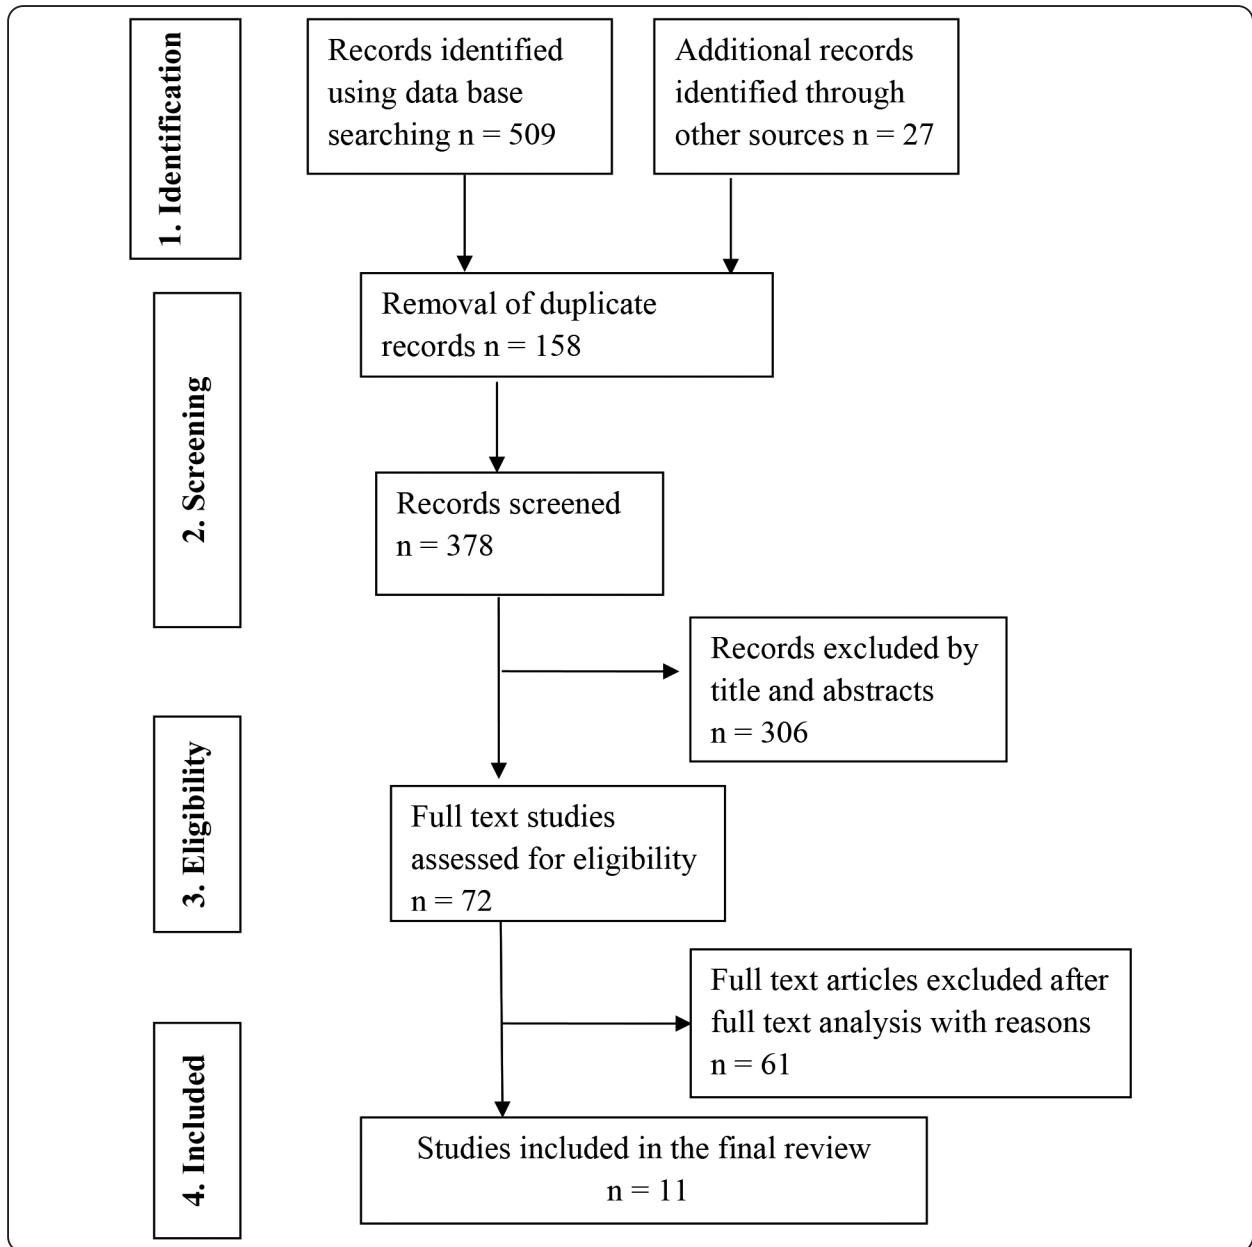 1. Identification
Records identified
using data base
searching n = 509
Additional records
identified through
other sources n = 27
Removal of duplicate
records n = 158
2. Screening
Records screened
n = 378
Records excluded by
title and abstracts
n = 306
3. Eligibility
Full text studies
assessed for eligibility
n = 72
Full text articles excluded after
full text analysis with reasons
n = 61
4. Included
Studies included in the final review
n = 11